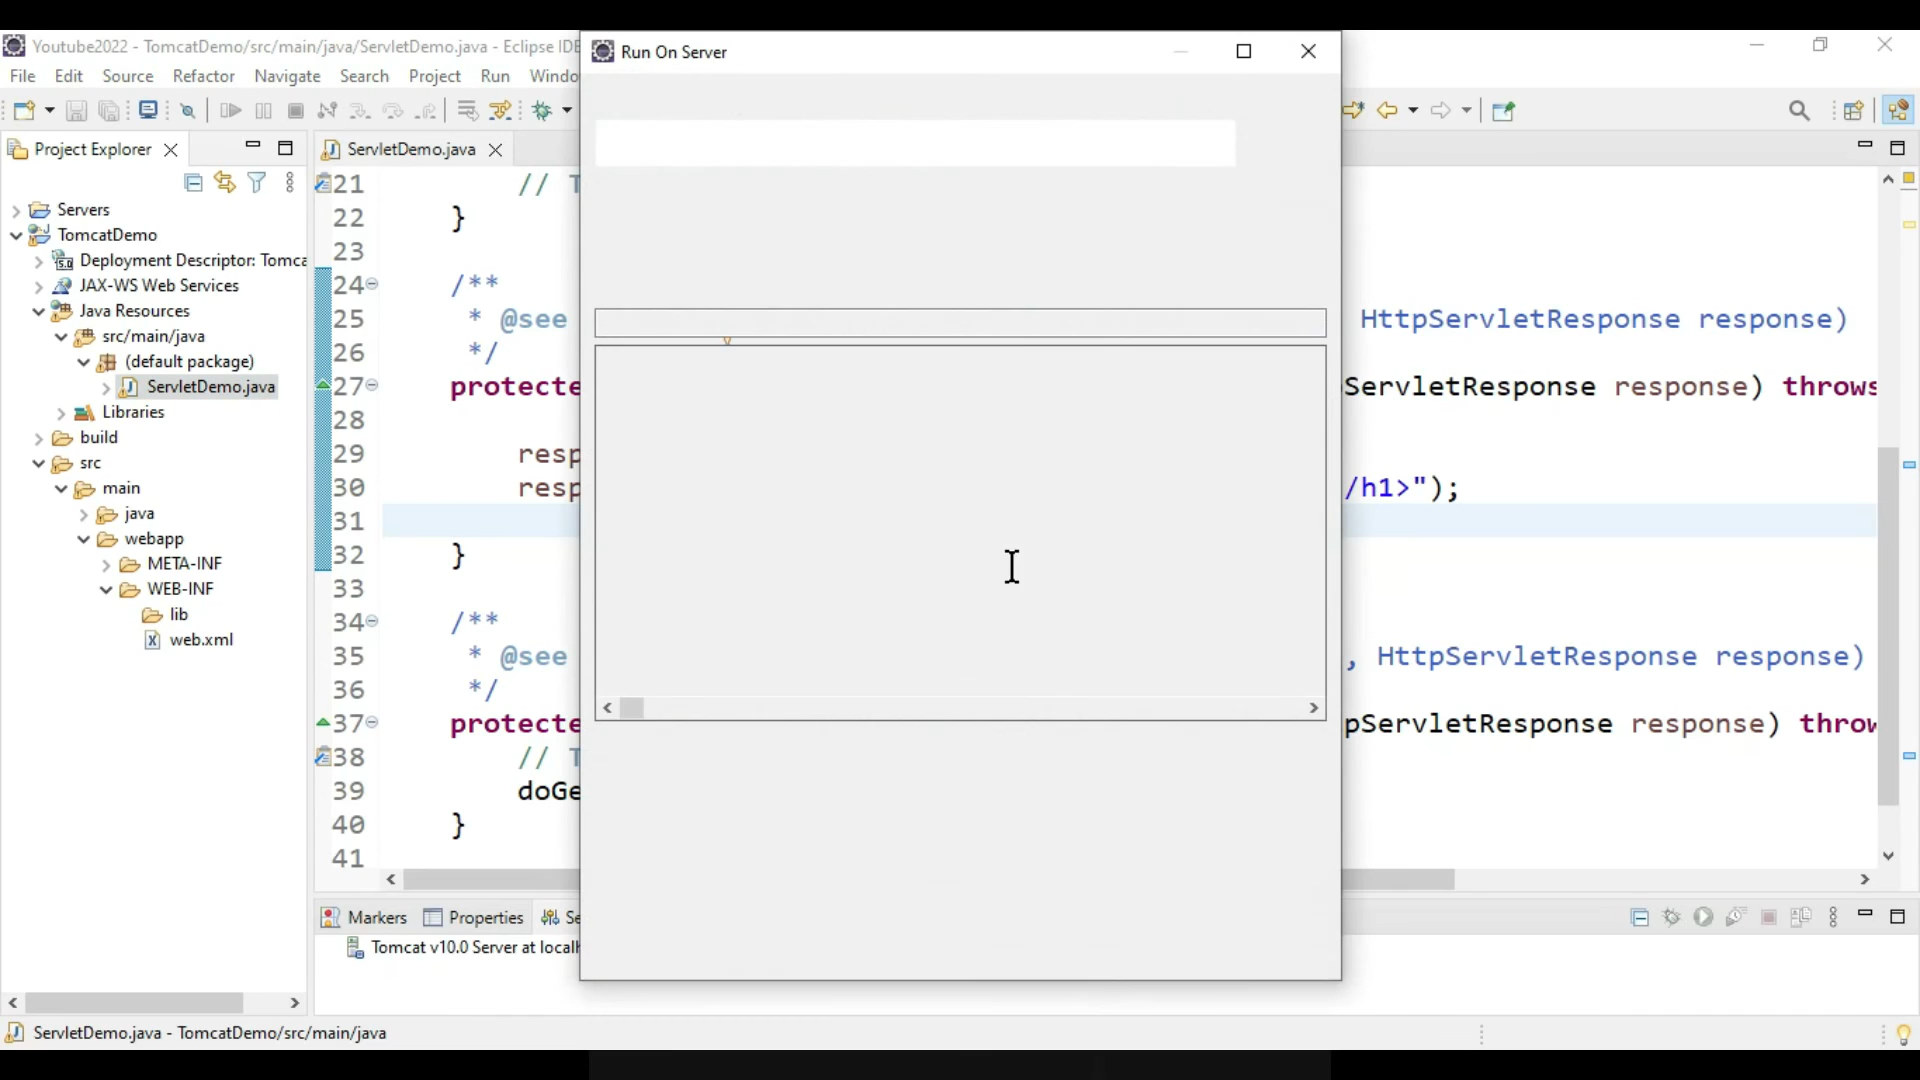 Youtube2022 - TomcatDemo/src/main/java/ServletDemo.java - Eclipse IDE
Run On Server
File Edit Source Refactor Navigate Search Project Run
Project Explorer
ServletDemo.java
Servers
TomcatDemo
Deployment Descriptor: Tomca
JAX-WS Web Services
Java Resources
src/main/java
(default package)
ServletDemo.java
Libraries
build
src
main
java
webapp
META-INF
WEB-INF
lib
web.xml
21 //
22 }
23
24 /**
25 * @see HttpServletResponse response)
26 */
27 protecte ServletResponse response) throws
28
29 resp
30 resp /h1>");
31
32 }
33
34 /**
35 * @see , HttpServletResponse response)
36 */
37 protecte pServletResponse response) throw
38 //
39 doGe
40 }
41
Markers Properties Se
Tomcat v10.0 Server at local
ServletDemo.java - TomcatDemo/src/main/java